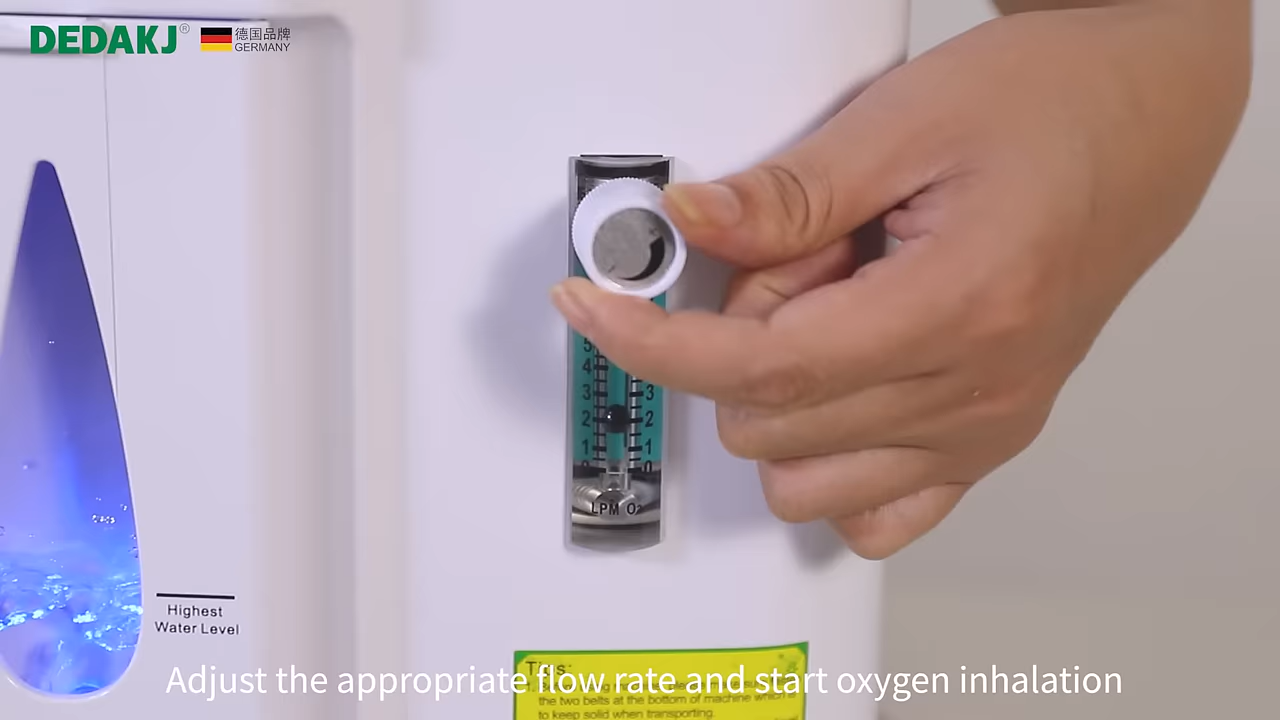 DEDAKJ®
德国品牌
GERMANY
5
4
3 3
2 2
1 1
0 0
LPM O₂
Highest
Water Level
Tips:
the two belts at the bottom of machine which
to keep solid when transporting.
Adjust the appropriate flow rate and start oxygen inhalation